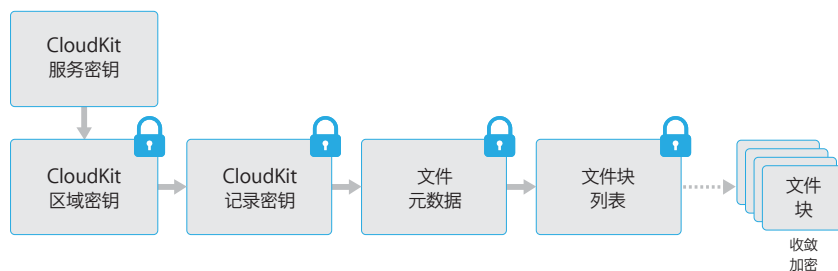 CloudKit
服务密钥
CloudKit
区域密钥
CloudKit
记录密钥
文件
元数据
文件块
列表
文件
块
收敛
加密